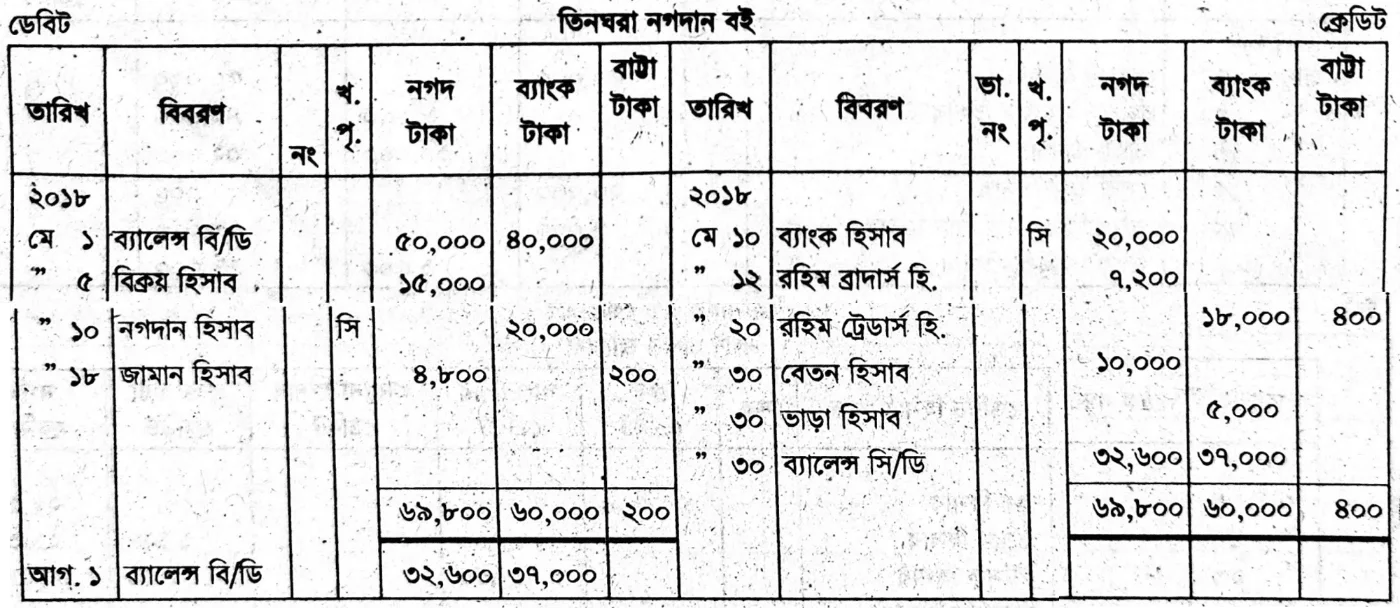 ডেবিট তিনঘরা নগদান বই ক্রেডিট
তারিখ বিবরণ নং খ. পৃ. নগদ টাকা ব্যাংক টাকা বাট্টা টাকা তারিখ বিবরণ ভা. নং খ. পৃ. নগদ টাকা ব্যাংক টাকা বাট্টা টাকা
২০১৮ ২০১৮
মে ১ ব্যালেন্স বি/ডি ৫০,০০০ ৪০,০০০ মে ১০ ব্যাংক হিসাব সি ২০,০০০
" ৫ বিক্রয় হিসাব ১৫,০০০ " ১২ রহিম ব্রাদার্স হি. ৭,২০০
" ১০ নগদান হিসাব সি ২০,০০০ " ২০ রহিম ট্রেডার্স হি. ১৮,০০০ ৪০০
" ১৮ জামান হিসাব ৪,৮০০ ২০০ " ৩০ বেতন হিসাব ১০,০০০
" ৩০ ভাড়া হিসাব ৫,০০০
" ৩০ ব্যালেন্স সি/ডি ৩২,৬০০ ৩৭,০০০
৬৯,৮০০ ৬০,০০০ ২০০ ৬৯,৮০০ ৬০,০০০ ৪০০
আগ. ১ ব্যালেন্স বি/ডি ৩২,৬০০ ৩৭,০০০